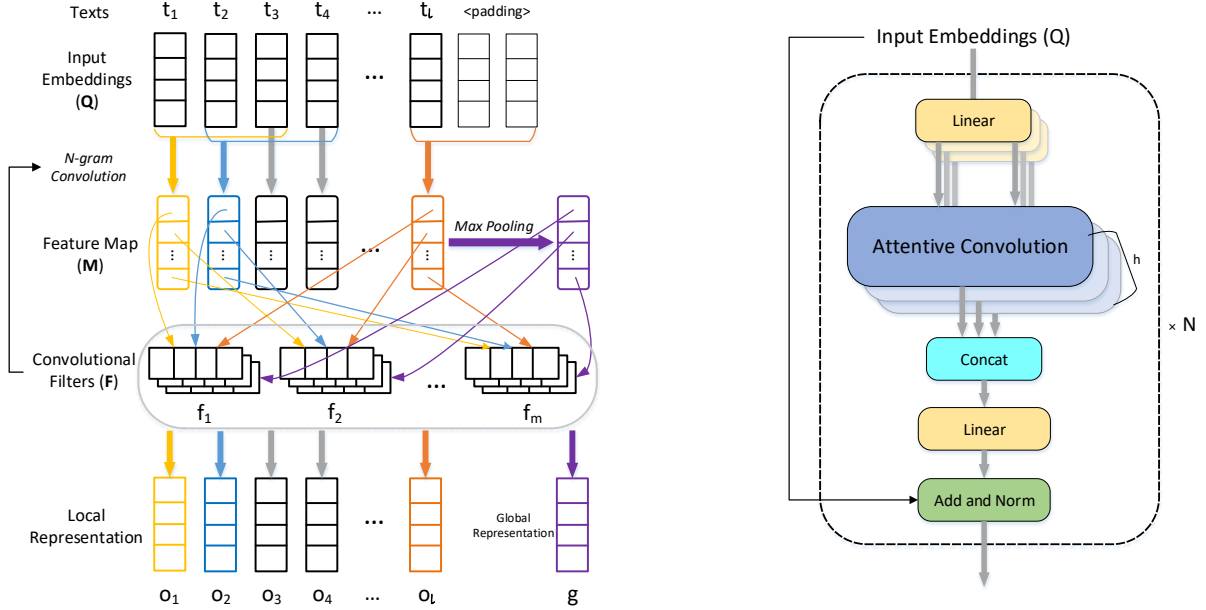 Texts t₁ t₂ t₃ t₄ ... tₗ <padding>
Input
Embeddings
(Q)
...
N-gram
Convolution
Feature Map
(M)
Max Pooling
...
Convolutional
Filters (F)
...
f₁ f₂ fₘ
Local
Representation
...
Global
Representation
o₁ o₂ o₃ o₄ ... oₗ g
Input Embeddings (Q)
Linear
Attentive Convolution
h
× N
Concat
Linear
Add and Norm